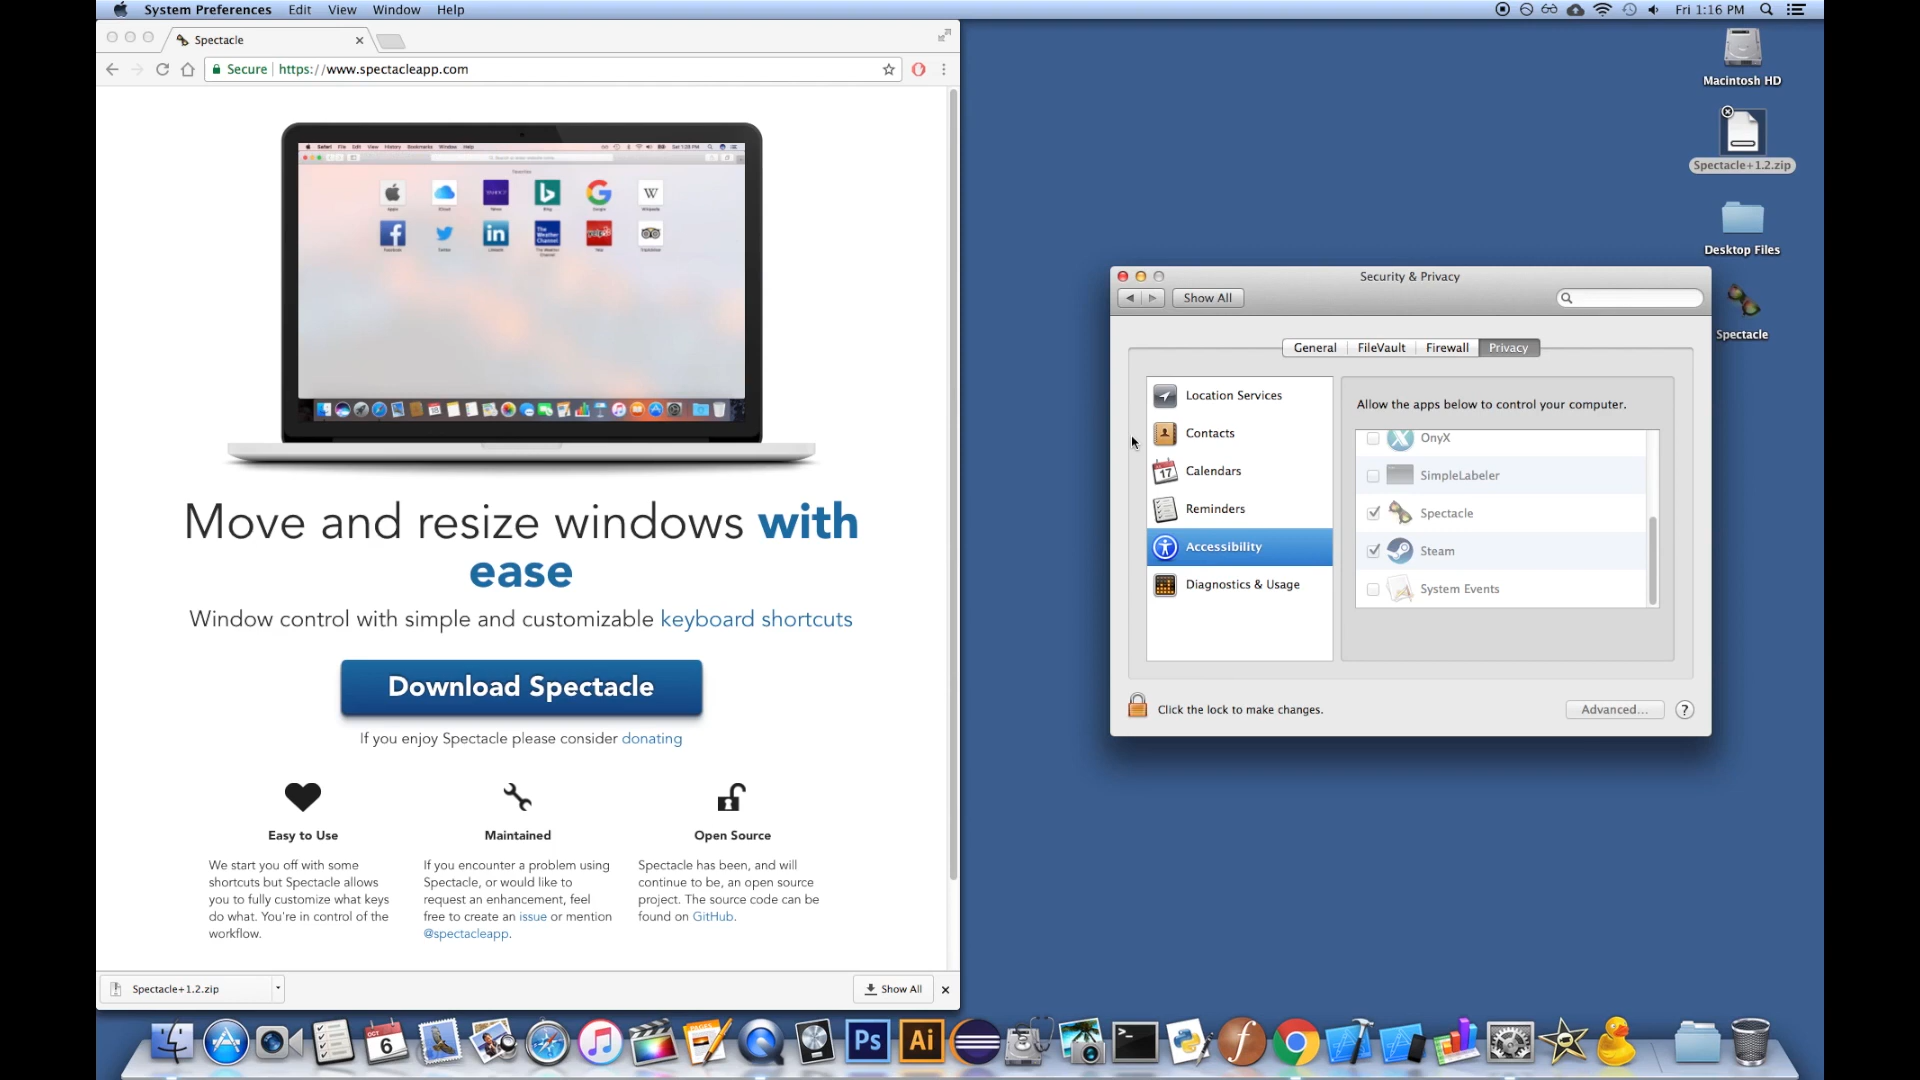 System Preferences Edit View Window Help
Fri 1:16 PM
Spectacle
Secure https://www.spectacleapp.com
Move and resize windows with
ease
Window control with simple and customizable keyboard shortcuts
Download Spectacle
If you enjoy Spectacle please consider donating
Easy to Use
We start you off with some
shortcuts but Spectacle allows
you to fully customize what keys
do what. You're in control of the
workflow.
Maintained
If you encounter a problem using
Spectacle, or would like to
request an enhancement, feel
free to create an issue or mention
@spectacleapp.
Open Source
Spectacle has been, and will
continue to be, an open source
project. The source code can be
found on GitHub.
Spectacle+1.2.zip
Show All
Macintosh HD
Spectacle+1.2.zip
Desktop Files
Spectacle
Security & Privacy
Show All
General FileVault Firewall Privacy
Location Services
Contacts
Calendars
Reminders
Accessibility
Diagnostics & Usage
Allow the apps below to control your computer.
OnyX
SimpleLabeler
Spectacle
Steam
System Events
Click the lock to make changes.
Advanced...
?
OCT
6
PAGES
Ps
Ai